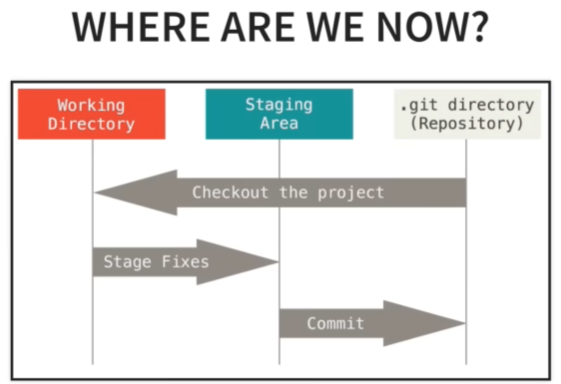 WHERE ARE WE NOW?
Working
Directory
Staging
Area
.git directory
(Repository)
Checkout the project
Stage Fixes
Commit